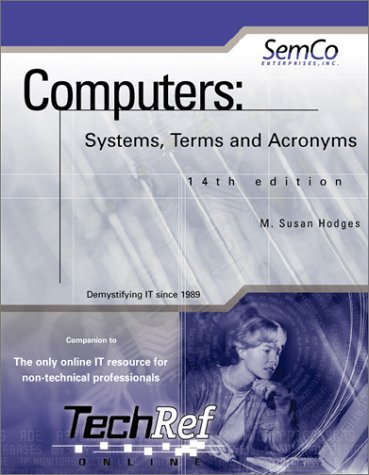 SemCo
ENTERPRISES, INC.
Computers:
Systems, Terms and Acronyms
14th edition
M. Susan Hodges
Demystifying IT since 1989
Companion to
The only online IT resource for
non-technical professionals
TechRef
ONLINE